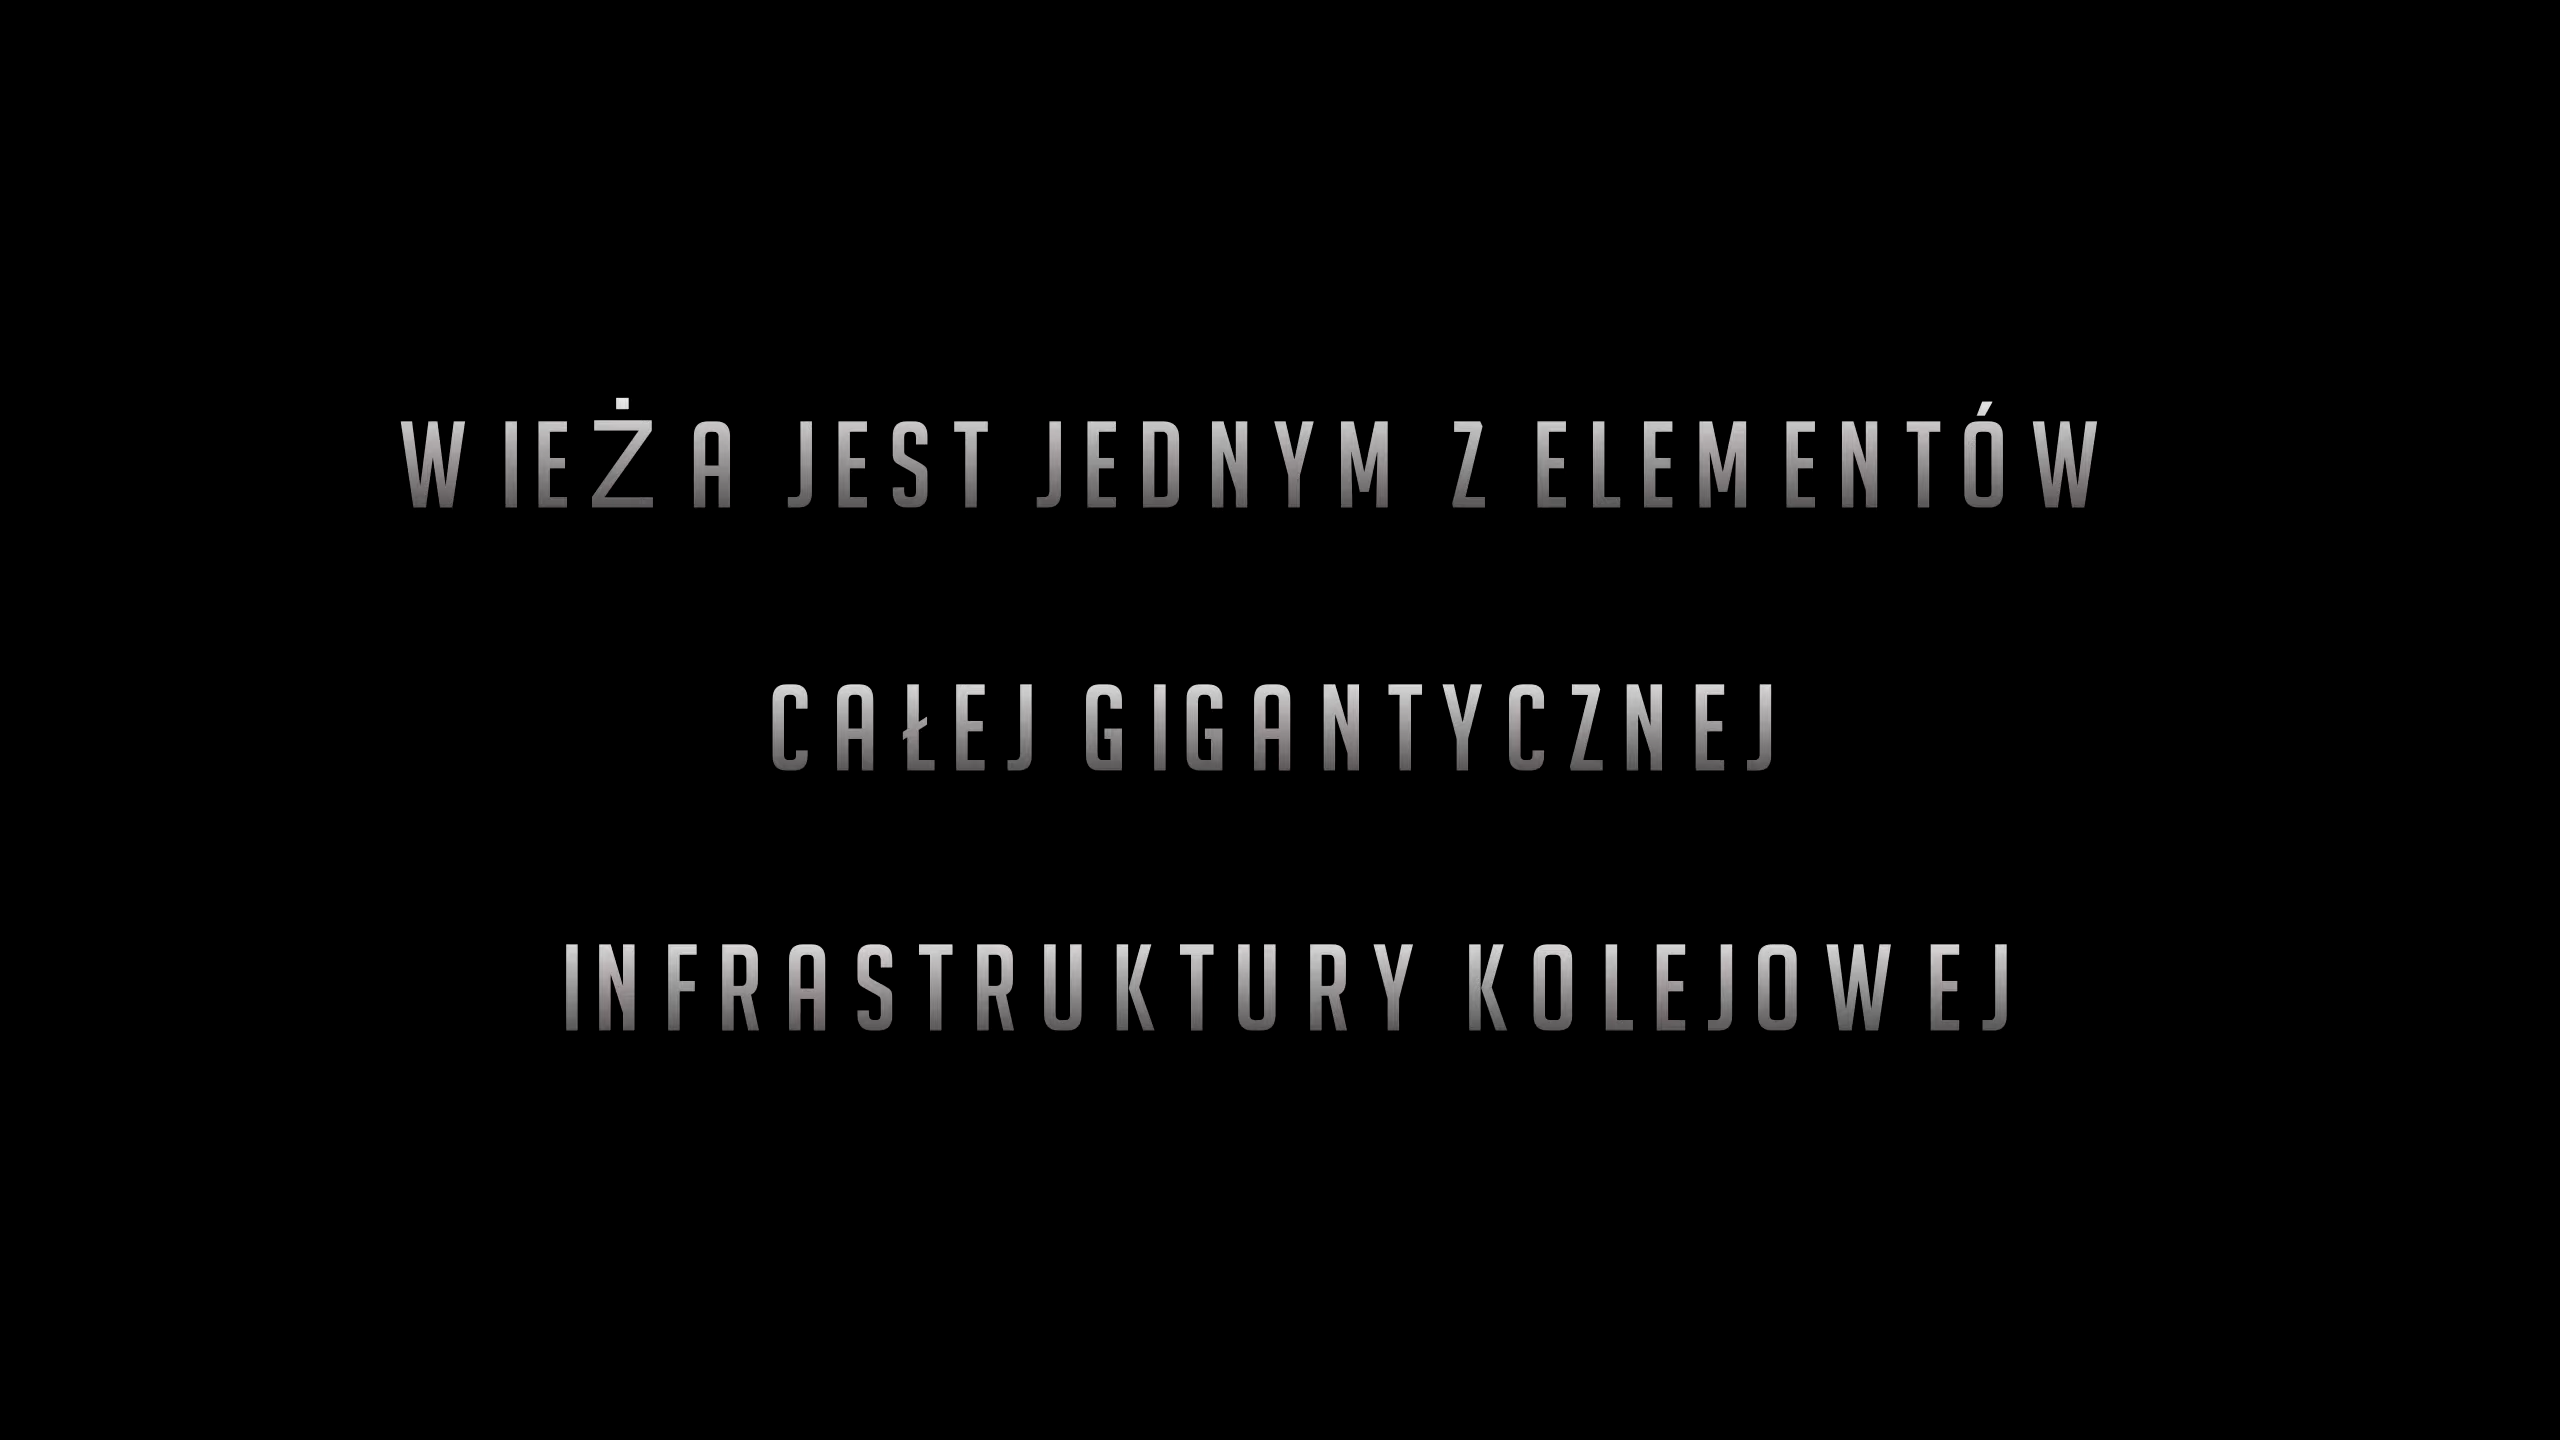 WIEŻA JEST JEDNYM Z ELEMENTÓW
CAŁEJ GIGANTYCZNEJ
INFRASTRUKTURY KOLEJOWEJ